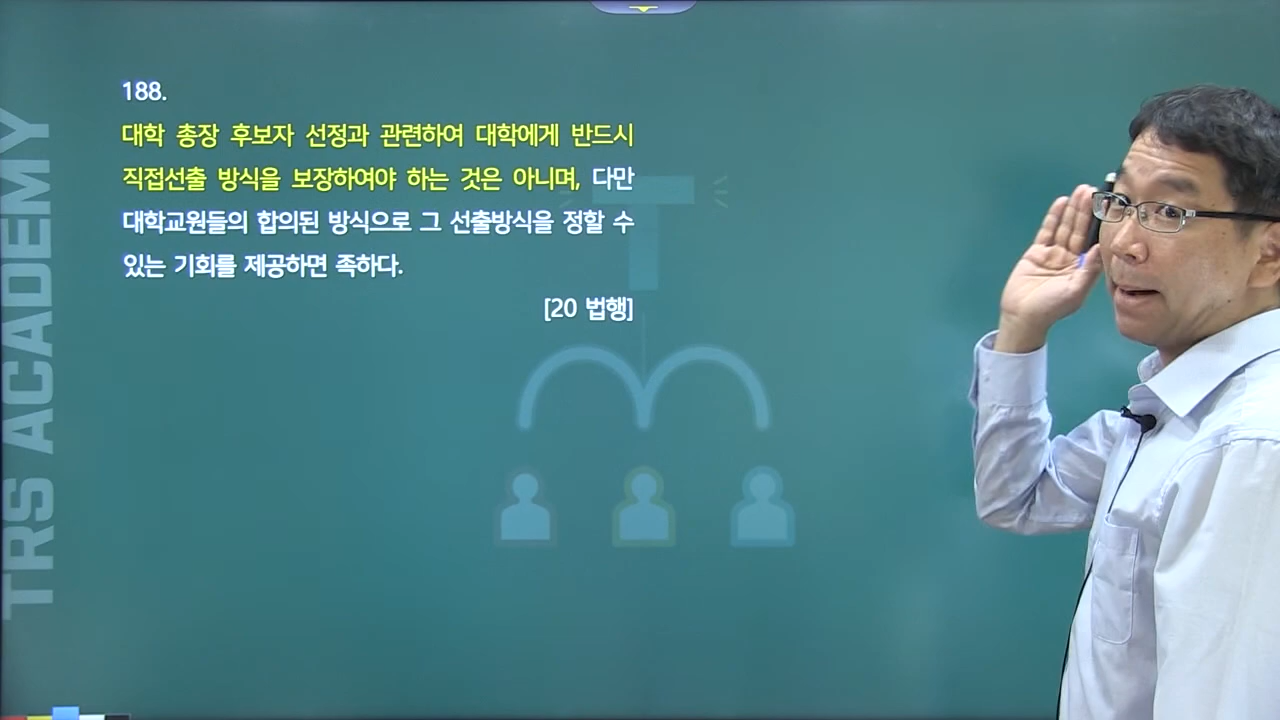 188.
대학 총장 후보자 선정과 관련하여 대학에게 반드시
직접선출 방식을 보장하여야 하는 것은 아니며, 다만
대학교원들의 합의된 방식으로 그 선출방식을 정할 수
있는 기회를 제공하면 족하다.
[20 법행]
TRS ACADEMY